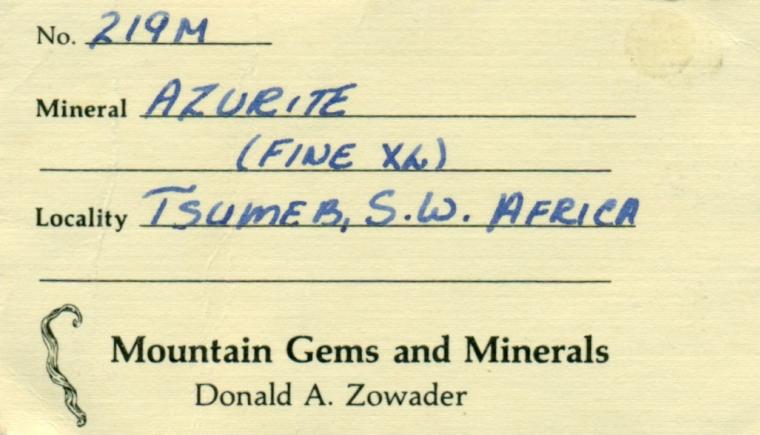 No. 219M
Mineral AZURITE
(FINE XL)
Locality TSUMEB, S.W. AFRICA
Mountain Gems and Minerals
Donald A. Zowader